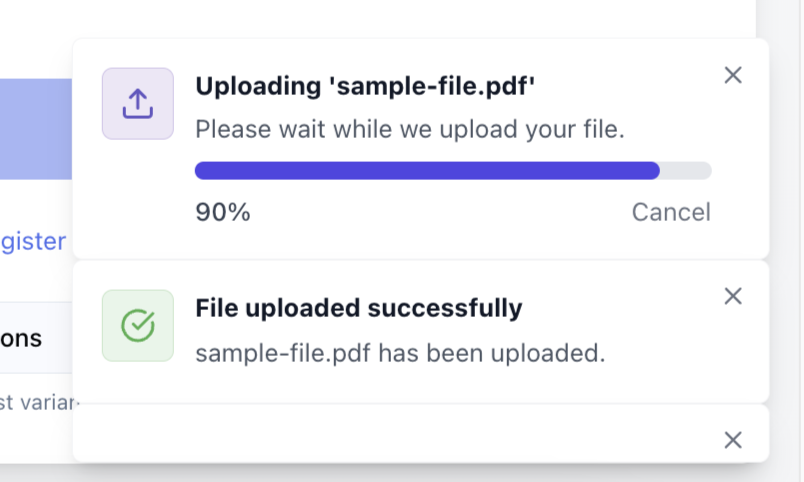 Uploading 'sample-file.pdf'
Please wait while we upload your file.
90%
Cancel
gister
File uploaded successfully
ons
sample-file.pdf has been uploaded.
st varian